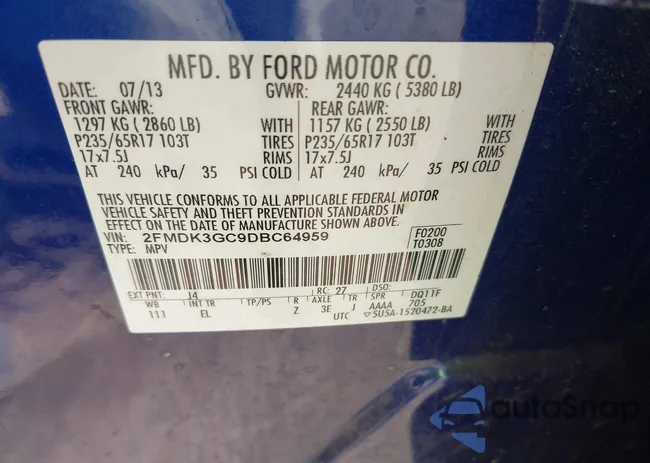 MFD. BY FORD MOTOR CO.
DATE: 07/13 GVWR: 2440 KG ( 5380 LB)
FRONT GAWR: REAR GAWR:
1297 KG ( 2860 LB) WITH 1157 KG ( 2550 LB) WITH
P235/65R17 103T TIRES P235/65R17 103T TIRES
17x7.5J RIMS 17x7.5J RIMS
AT 240 kPa/ 35 PSI COLD AT 240 kPa/ 35 PSI COLD
THIS VEHICLE CONFORMS TO ALL APPLICABLE FEDERAL MOTOR
VEHICLE SAFETY AND THEFT PREVENTION STANDARDS IN
EFFECT ON THE DATE OF MANUFACTURE SHOWN ABOVE.
VIN: 2FMDK3GC9DBC64959 F0200
TYPE: MPV T030B
EXT PNT: J4 RC: 27 DSO:
WB INT TR TP/PS R AXLE TR SPR DQ11F
111 EL Z 3E J AAAA 705
UTC ▽5U5A-1520472-BA
autoSnap